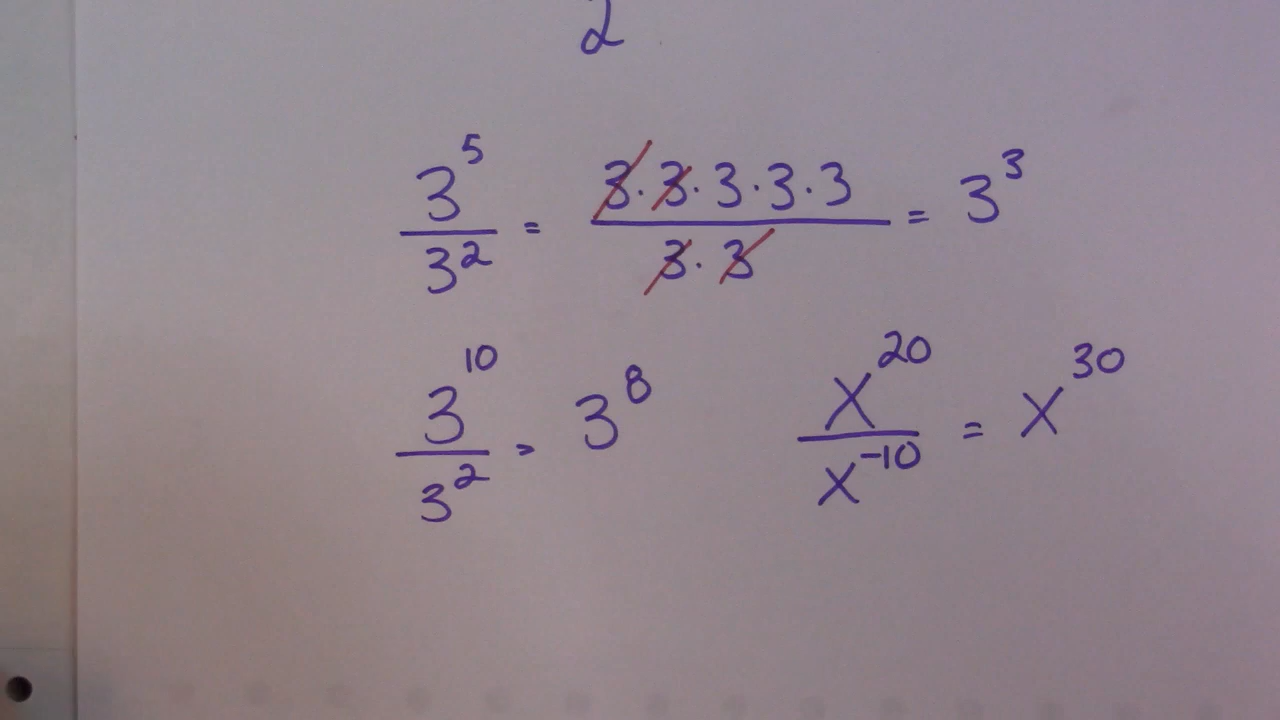 2
3^5/3^2 = 3·3·3·3·3/3·3 = 3^3
3^10/3^2 = 3^8 x^20/x^-10 = x^30